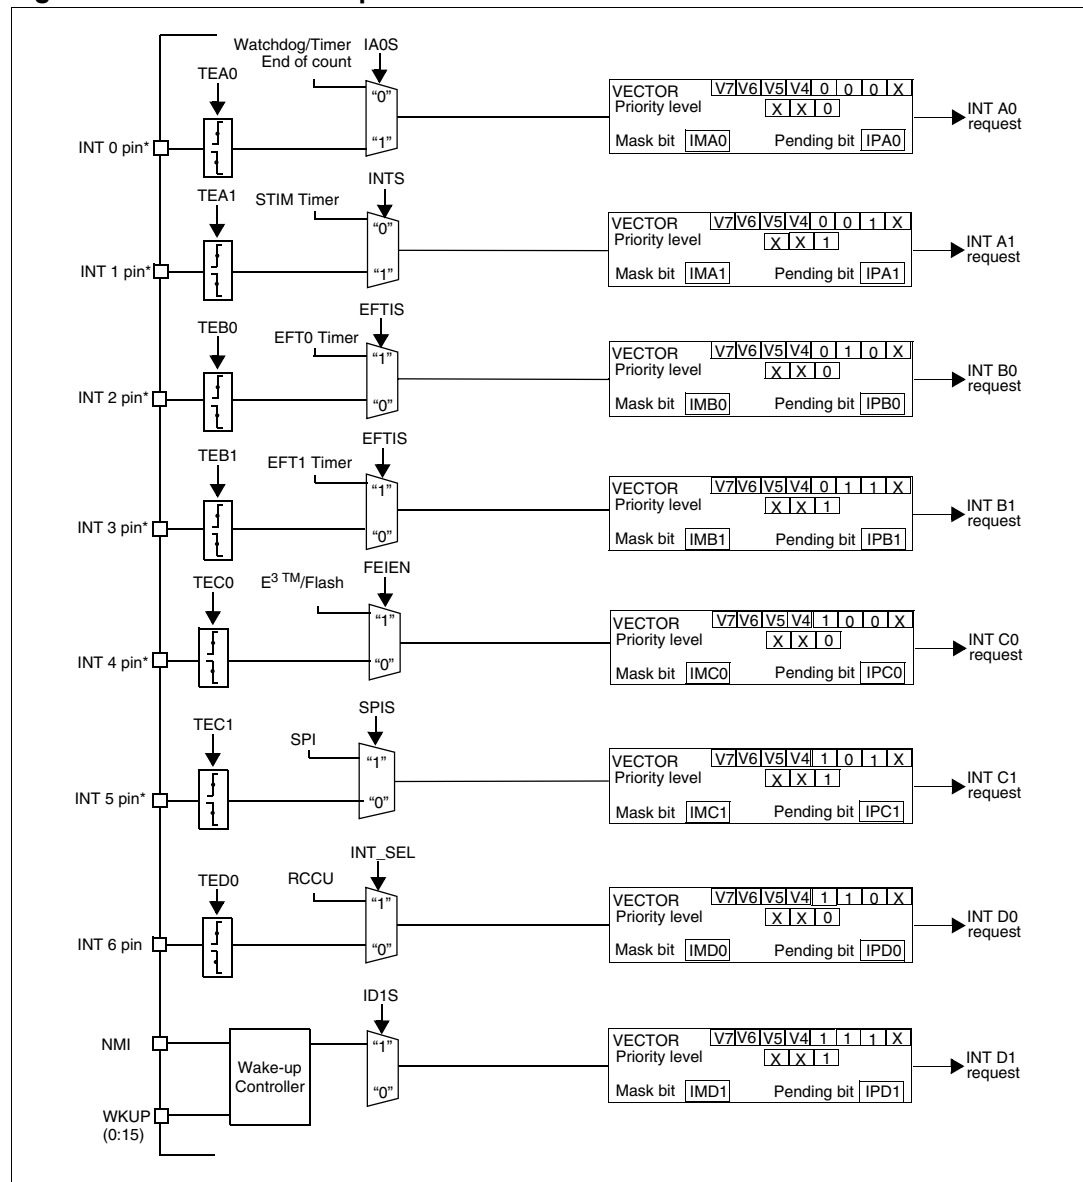 Watchdog/Timer IA0S
End of count
TEA0
"0"
"1"
INT 0 pin*
VECTOR V7 V6 V5 V4 0 0 0 X
Priority level X X 0
Mask bit IMA0 Pending bit IPA0
INT A0
request
TEA1
STIM Timer
INTS
"0"
"1"
INT 1 pin*
VECTOR V7 V6 V5 V4 0 0 1 X
Priority level X X 1
Mask bit IMA1 Pending bit IPA1
INT A1
request
TEB0
EFT0 Timer
EFTIS
"1"
"0"
INT 2 pin*
VECTOR V7 V6 V5 V4 0 1 0 X
Priority level X X 0
Mask bit IMB0 Pending bit IPB0
INT B0
request
TEB1
EFT1 Timer
EFTIS
"1"
"0"
INT 3 pin*
VECTOR V7 V6 V5 V4 0 1 1 X
Priority level X X 1
Mask bit IMB1 Pending bit IPB1
INT B1
request
TEC0
E3 TM/Flash
FEIEN
"1"
"0"
INT 4 pin*
VECTOR V7 V6 V5 V4 1 0 0 X
Priority level X X 0
Mask bit IMC0 Pending bit IPC0
INT C0
request
TEC1
SPI
SPIS
"1"
"0"
INT 5 pin*
VECTOR V7 V6 V5 V4 1 0 1 X
Priority level X X 1
Mask bit IMC1 Pending bit IPC1
INT C1
request
TED0
RCCU
INT_SEL
"1"
"0"
INT 6 pin
VECTOR V7 V6 V5 V4 1 1 0 X
Priority level X X 0
Mask bit IMD0 Pending bit IPD0
INT D0
request
ID1S
"1"
"0"
NMI
Wake-up
Controller
WKUP
(0:15)
VECTOR V7 V6 V5 V4 1 1 1 X
Priority level X X 1
Mask bit IMD1 Pending bit IPD1
INT D1
request